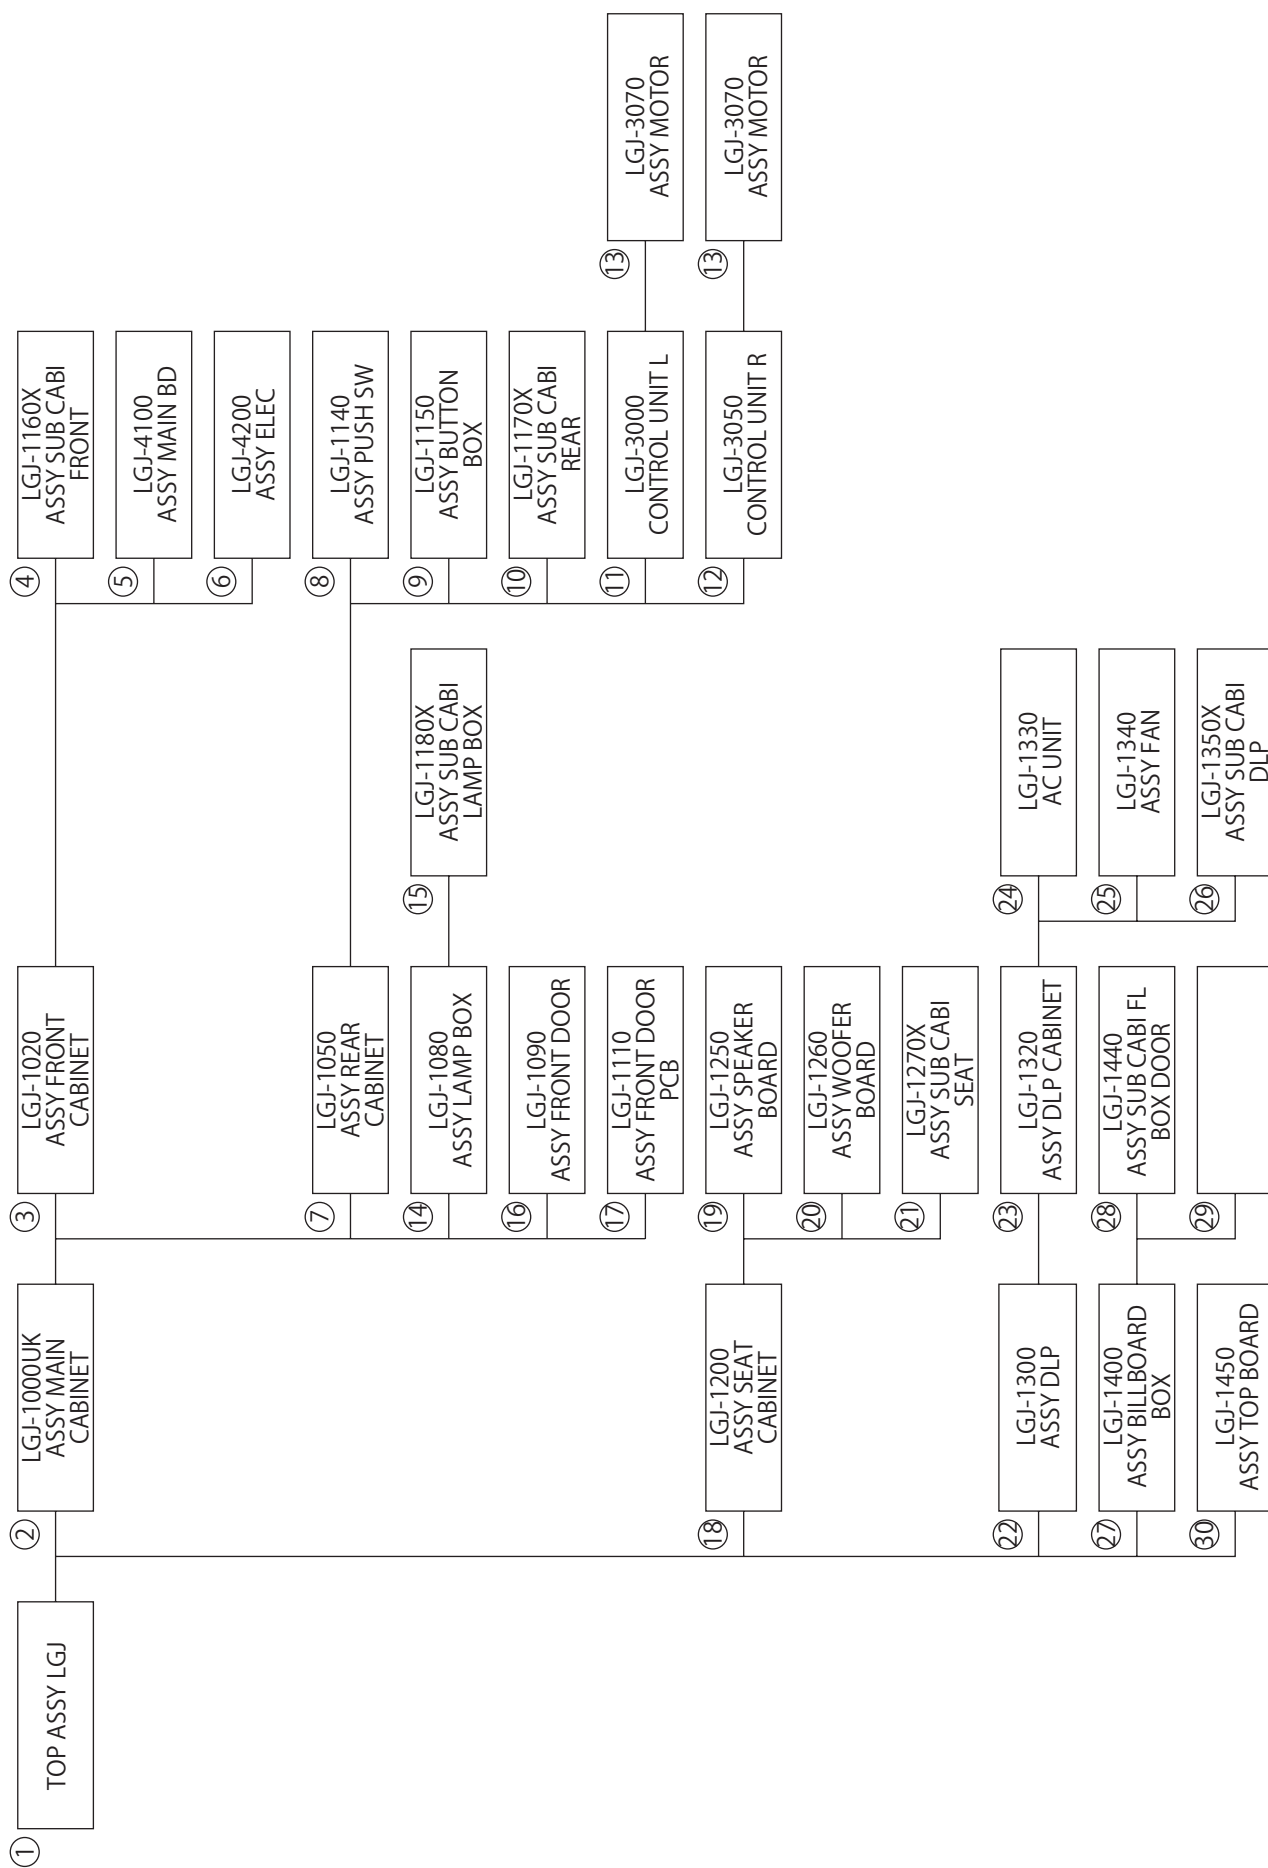 ①
TOP ASSY LGJ
②
LGJ-1000UK
ASSY MAIN
CABINET
③
LGJ-1020
ASSY FRONT
CABINET
④
LGJ-1160X
ASSY SUB CABI
FRONT
⑤
LGJ-4100
ASSY MAIN BD
⑥
LGJ-4200
ASSY ELEC
⑦
LGJ-1050
ASSY REAR
CABINET
⑧
LGJ-1140
ASSY PUSH SW
⑨
LGJ-1150
ASSY BUTTON
BOX
⑩
LGJ-1170X
ASSY SUB CABI
REAR
⑪
LGJ-3000
CONTROL UNIT L
⑬
LGJ-3070
ASSY MOTOR
⑫
LGJ-3050
CONTROL UNIT R
⑬
LGJ-3070
ASSY MOTOR
⑭
LGJ-1080
ASSY LAMP BOX
⑮
LGJ-1180X
ASSY SUB CABI
LAMP BOX
⑯
LGJ-1090
ASSY FRONT DOOR
⑰
LGJ-1110
ASSY FRONT DOOR
PCB
⑱
LGJ-1200
ASSY SEAT
CABINET
⑲
LGJ-1250
ASSY SPEAKER
BOARD
⑳
LGJ-1260
ASSY WOOFER
BOARD
㉑
LGJ-1270X
ASSY SUB CABI
SEAT
㉒
LGJ-1300
ASSY DLP
㉓
LGJ-1320
ASSY DLP CABINET
㉔
LGJ-1330
AC UNIT
㉕
LGJ-1340
ASSY FAN
㉖
LGJ-1350X
ASSY SUB CABI
DLP
㉗
LGJ-1400
ASSY BILLBOARD
BOX
㉘
LGJ-1440
ASSY SUB CABI FL
BOX DOOR
㉙
㉚
LGJ-1450
ASSY TOP BOARD